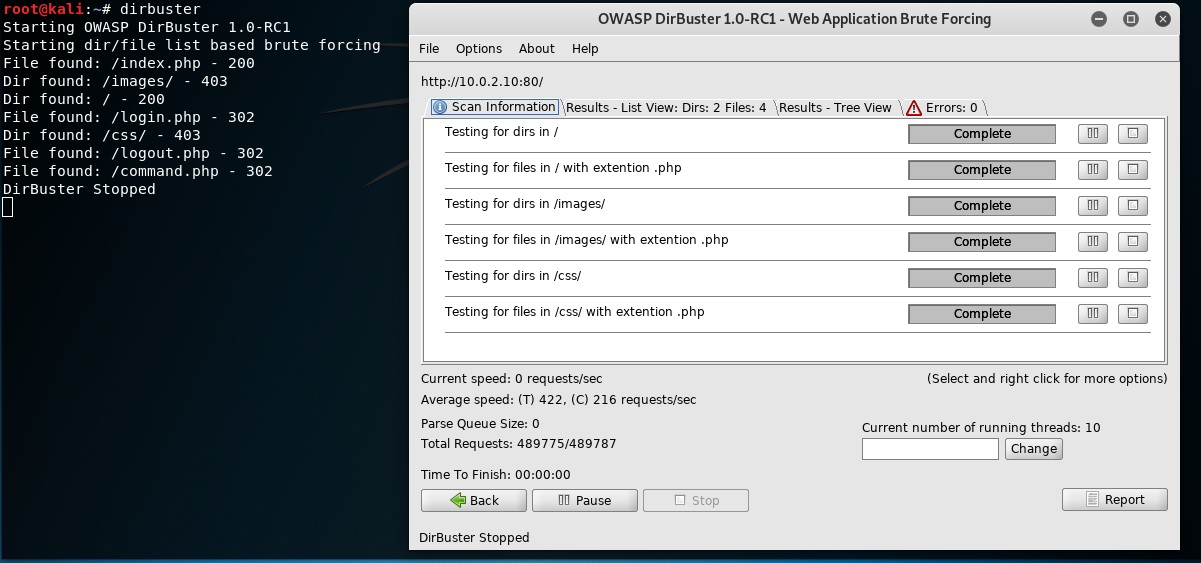 root@kali:~# dirbuster
Starting OWASP DirBuster 1.0-RC1
Starting dir/file list based brute forcing
File found: /index.php - 200
Dir found: /images/ - 403
Dir found: / - 200
File found: /login.php - 302
Dir found: /css/ - 403
File found: /logout.php - 302
File found: /command.php - 302
DirBuster Stopped
OWASP DirBuster 1.0-RC1 - Web Application Brute Forcing
File Options About Help
http://10.0.2.10:80/
Scan Information Results - List View: Dirs: 2 Files: 4 Results - Tree View Errors: 0
Testing for dirs in / Complete
Testing for files in / with extention .php Complete
Testing for dirs in /images/ Complete
Testing for files in /images/ with extention .php Complete
Testing for dirs in /css/ Complete
Testing for files in /css/ with extention .php Complete
Current speed: 0 requests/sec (Select and right click for more options)
Average speed: (T) 422, (C) 216 requests/sec
Parse Queue Size: 0
Current number of running threads: 10
Total Requests: 489775/489787
Change
Time To Finish: 00:00:00
Back Pause Stop Report
DirBuster Stopped